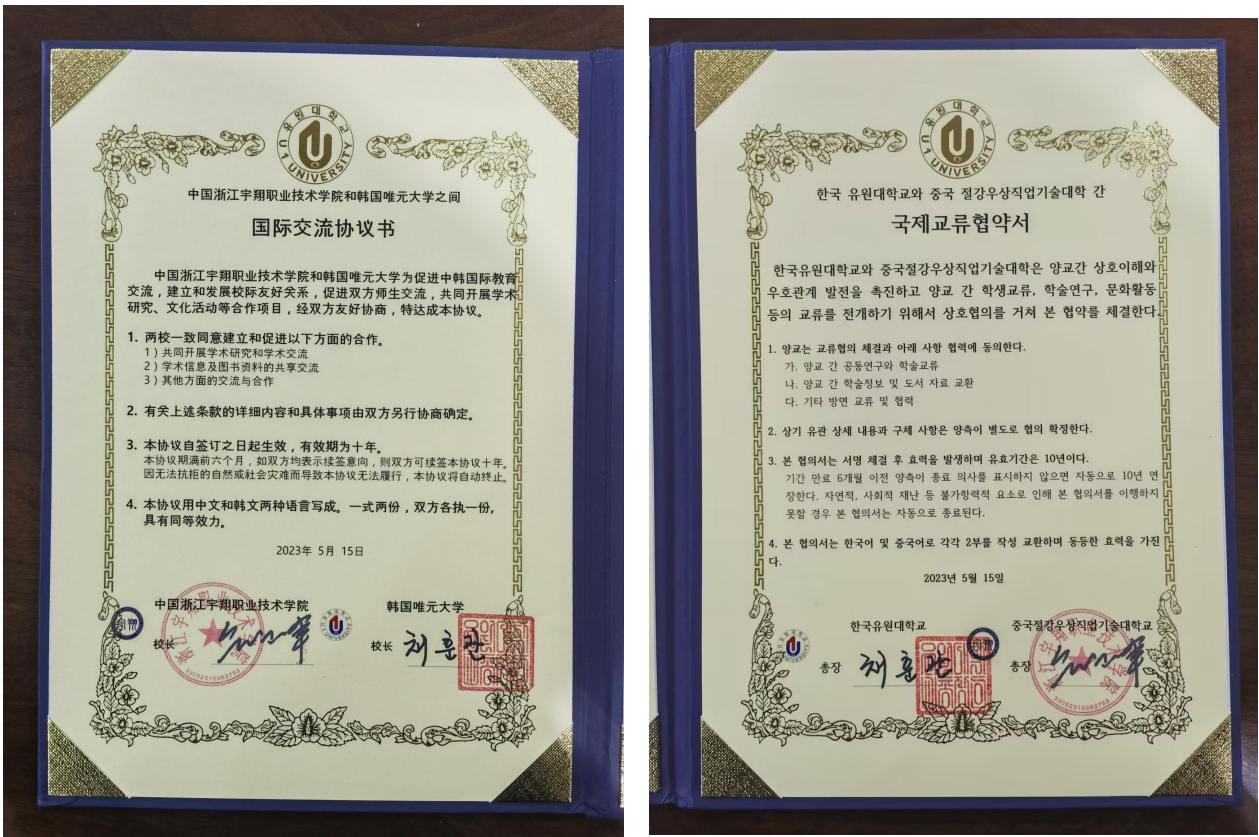 유원대학교
U1 UNIVERSITY
中国浙江宇翔职业技术学院和韩国唯元大学之间
国际交流协议书
中国浙江宇翔职业技术学院和韩国唯元大学为促进中韩国际教育
交流，建立和发展校际友好关系，促进双方师生交流，共同开展学术
研究、文化活动等合作项目，经双方友好协商，特达成本协议。
1. 两校一致同意建立和促进以下方面的合作。
1）共同开展学术研究和学术交流
2）学术信息及图书资料的共享交流
3）其他方面的交流与合作
2. 有关上述条款的详细内容和具体事项由双方另行协商确定。
3. 本协议自签订之日起生效，有效期为十年。
本协议期满前六个月，如双方均表示续签意向，则双方可续签本协议十年。
因无法抗拒的自然或社会灾难而导致本协议无法履行，本协议将自动终止。
4. 本协议用中文和韩文两种语言写成。一式两份，双方各执一份，
具有同等效力。
2023年 5月 15日
中国浙江宇翔职业技术学院
韩国唯元大学
校长
校长 채훈관
유원대학교
U1 UNIVERSITY
한국 유원대학교와 중국 절강우상직업기술대학 간
국제교류협약서
한국유원대학교와 중국절강우상직업기술대학은 양교간 상호이해와
우호관계 발전을 촉진하고 양교 간 학생교류, 학술연구, 문화활동
등의 교류를 전개하기 위해서 상호협의를 거쳐 본 협약를 체결한다.
1. 양교는 교류협의 체결과 아래 사항 협력에 동의한다.
가. 양교 간 공동연구와 학술교류
나. 양교 간 학술정보 및 도서 자료 교환
다. 기타 방면 교류 및 협력
2. 상기 유관 상세 내용과 구체 사항은 양측이 별도로 협의 확정한다.
3. 본 협의서는 서명 체결 후 효력을 발생하며 유효기간은 10년이다.
기간 만료 6개월 이전 양측이 종료 의사를 표시하지 않으면 자동으로 10년 연
장한다. 자연적, 사회적 재난 등 불가항력적 요소로 인해 본 협의서를 이행하지
못할 경우 본 협의서는 자동으로 종료된다.
4. 본 협의서는 한국어 및 중국어로 각각 2부를 작성 교환하며 동등한 효력을 가진
다.
2023년 5월 15일
한국유원대학교
중국절강우상직업기술대학교
총장 채훈관
총장